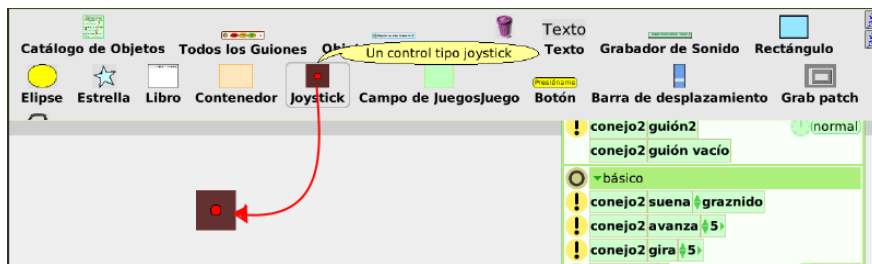 Texto
Catálogo de Objetos Todos los Guiones Texto Grabador de Sonido Rectángulo
Un control tipo joystick
Presióname
Elipse Estrella Libro Contenedor Joystick Campo de JuegosJuego Botón Barra de desplazamiento Grab patch
conejo2 guión2 normal
conejo2 guión vacío
básico
conejo2 suena graznido
conejo2 avanza 5
conejo2 gira 5